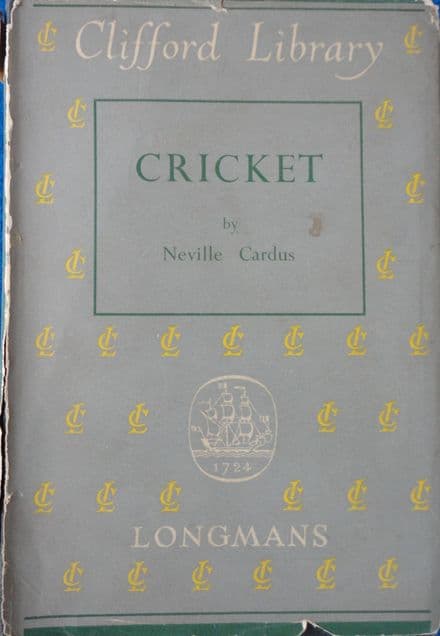 Clifford Library
CRICKET
by
Neville Cardus
1724
LONGMANS